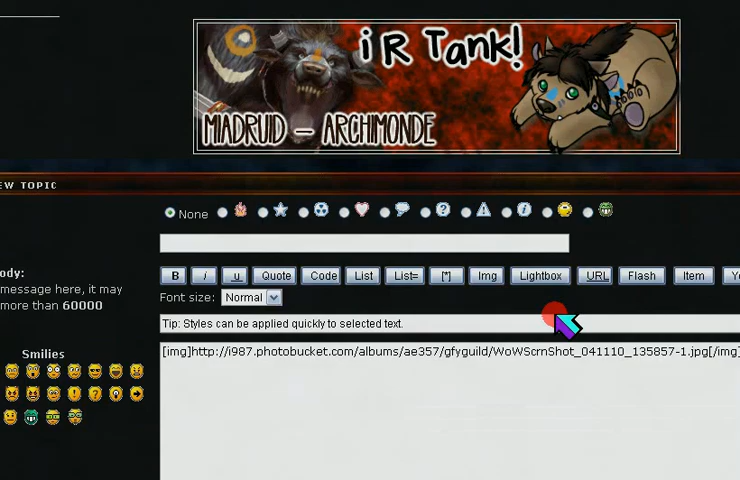 i R Tank!
MIADRUID – ARCHIMONDE
EW TOPIC
None
B i u Quote Code List List= [*] Img Lightbox URL Flash Item
ody:
message here, it may
more than 60000
Font size: Normal
Tip: Styles can be applied quickly to selected text.
Smilies
[img]http://i987.photobucket.com/albums/ae357/gfyguild/WoWScrnShot_041110_135857-1.jpg[/img]